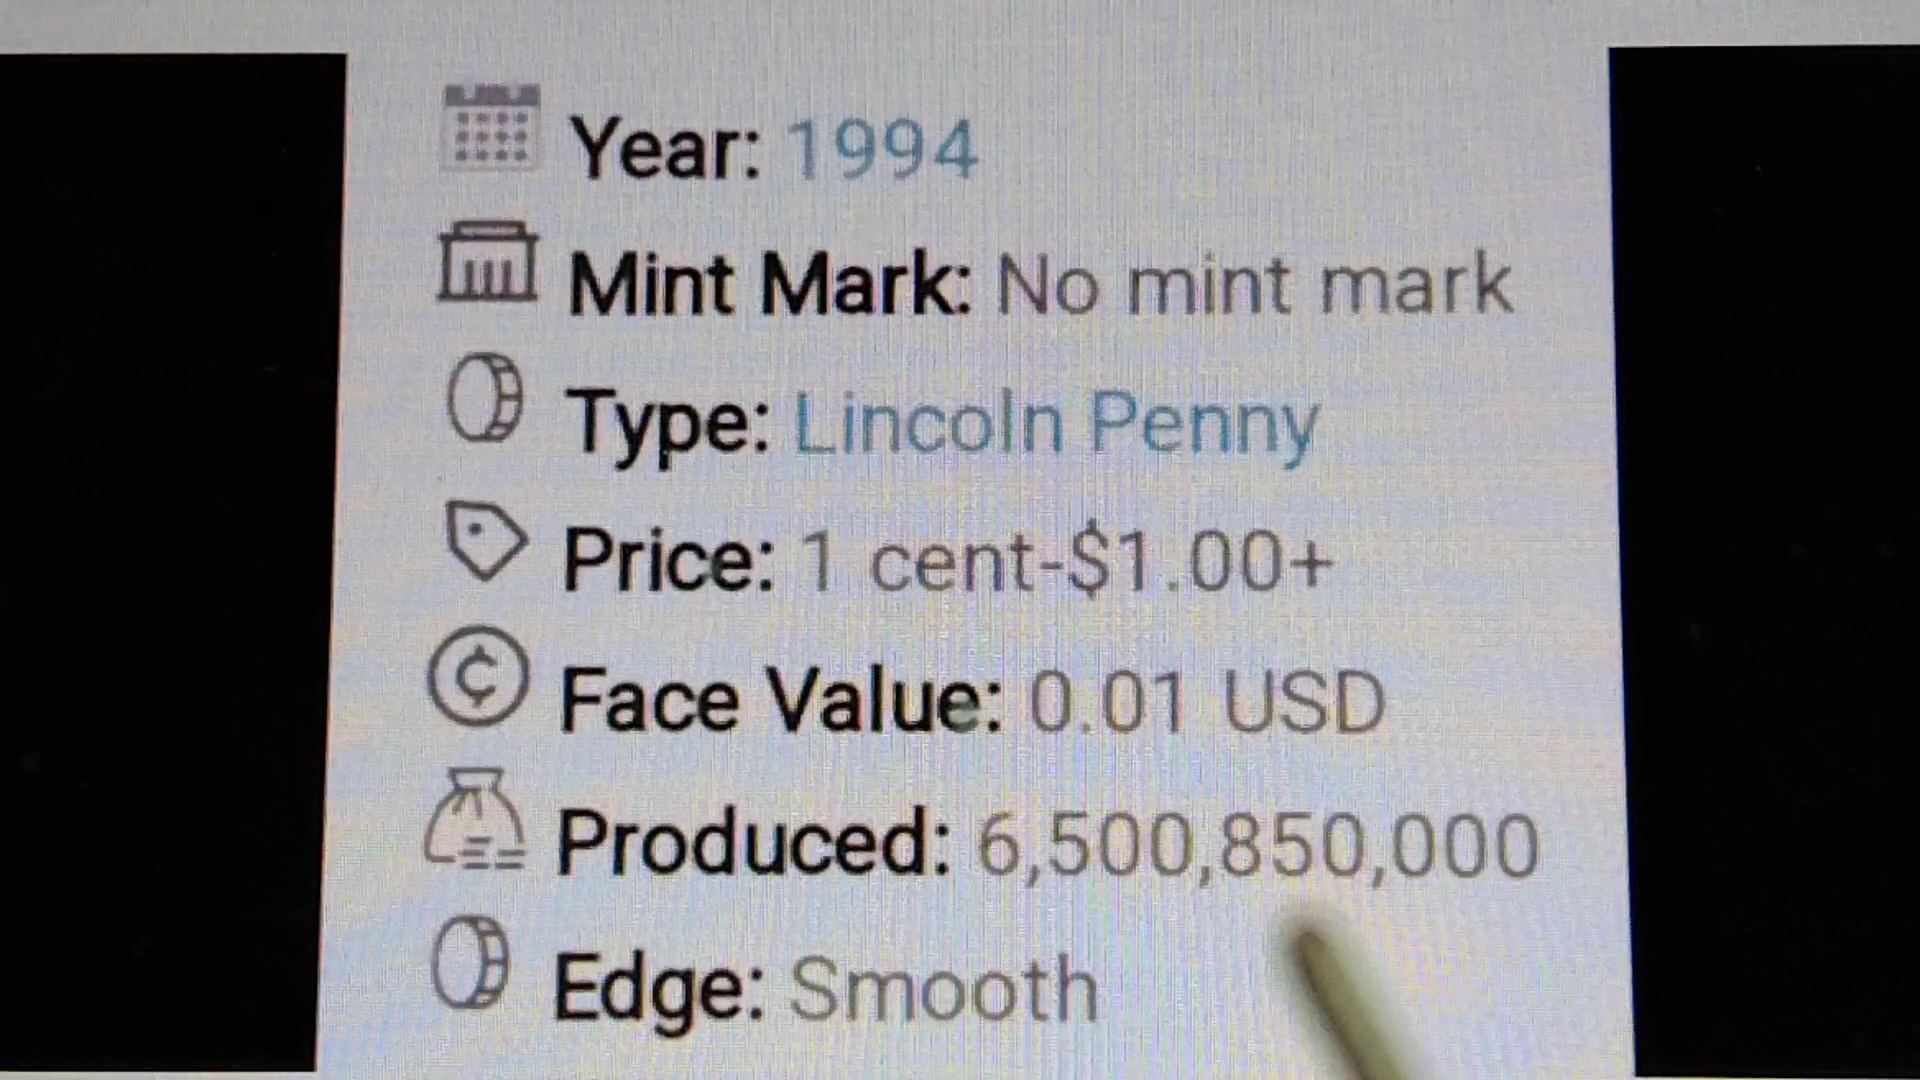 Year: 1994
Mint Mark: No mint mark
Type: Lincoln Penny
Price: 1 cent-$1.00+
Face Value: 0.01 USD
Produced: 6,500,850,000
Edge: Smooth